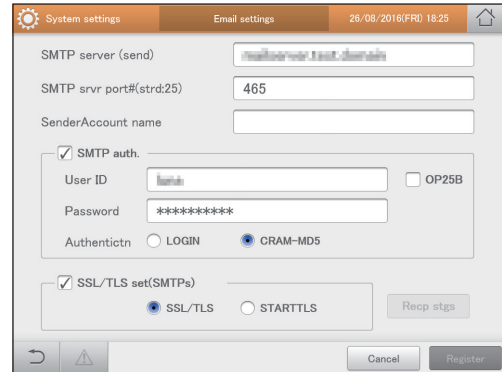 System settings Email settings 26/08/2016(FRI) 18:25
SMTP server (send)
SMTP srvr port#(strd:25) 465
SenderAccount name
SMTP auth.
User ID OP25B
Password **********
Authentictn LOGIN CRAM-MD5
SSL/TLS set(SMTPs)
SSL/TLS STARTTLS Recp stgs
Cancel Register